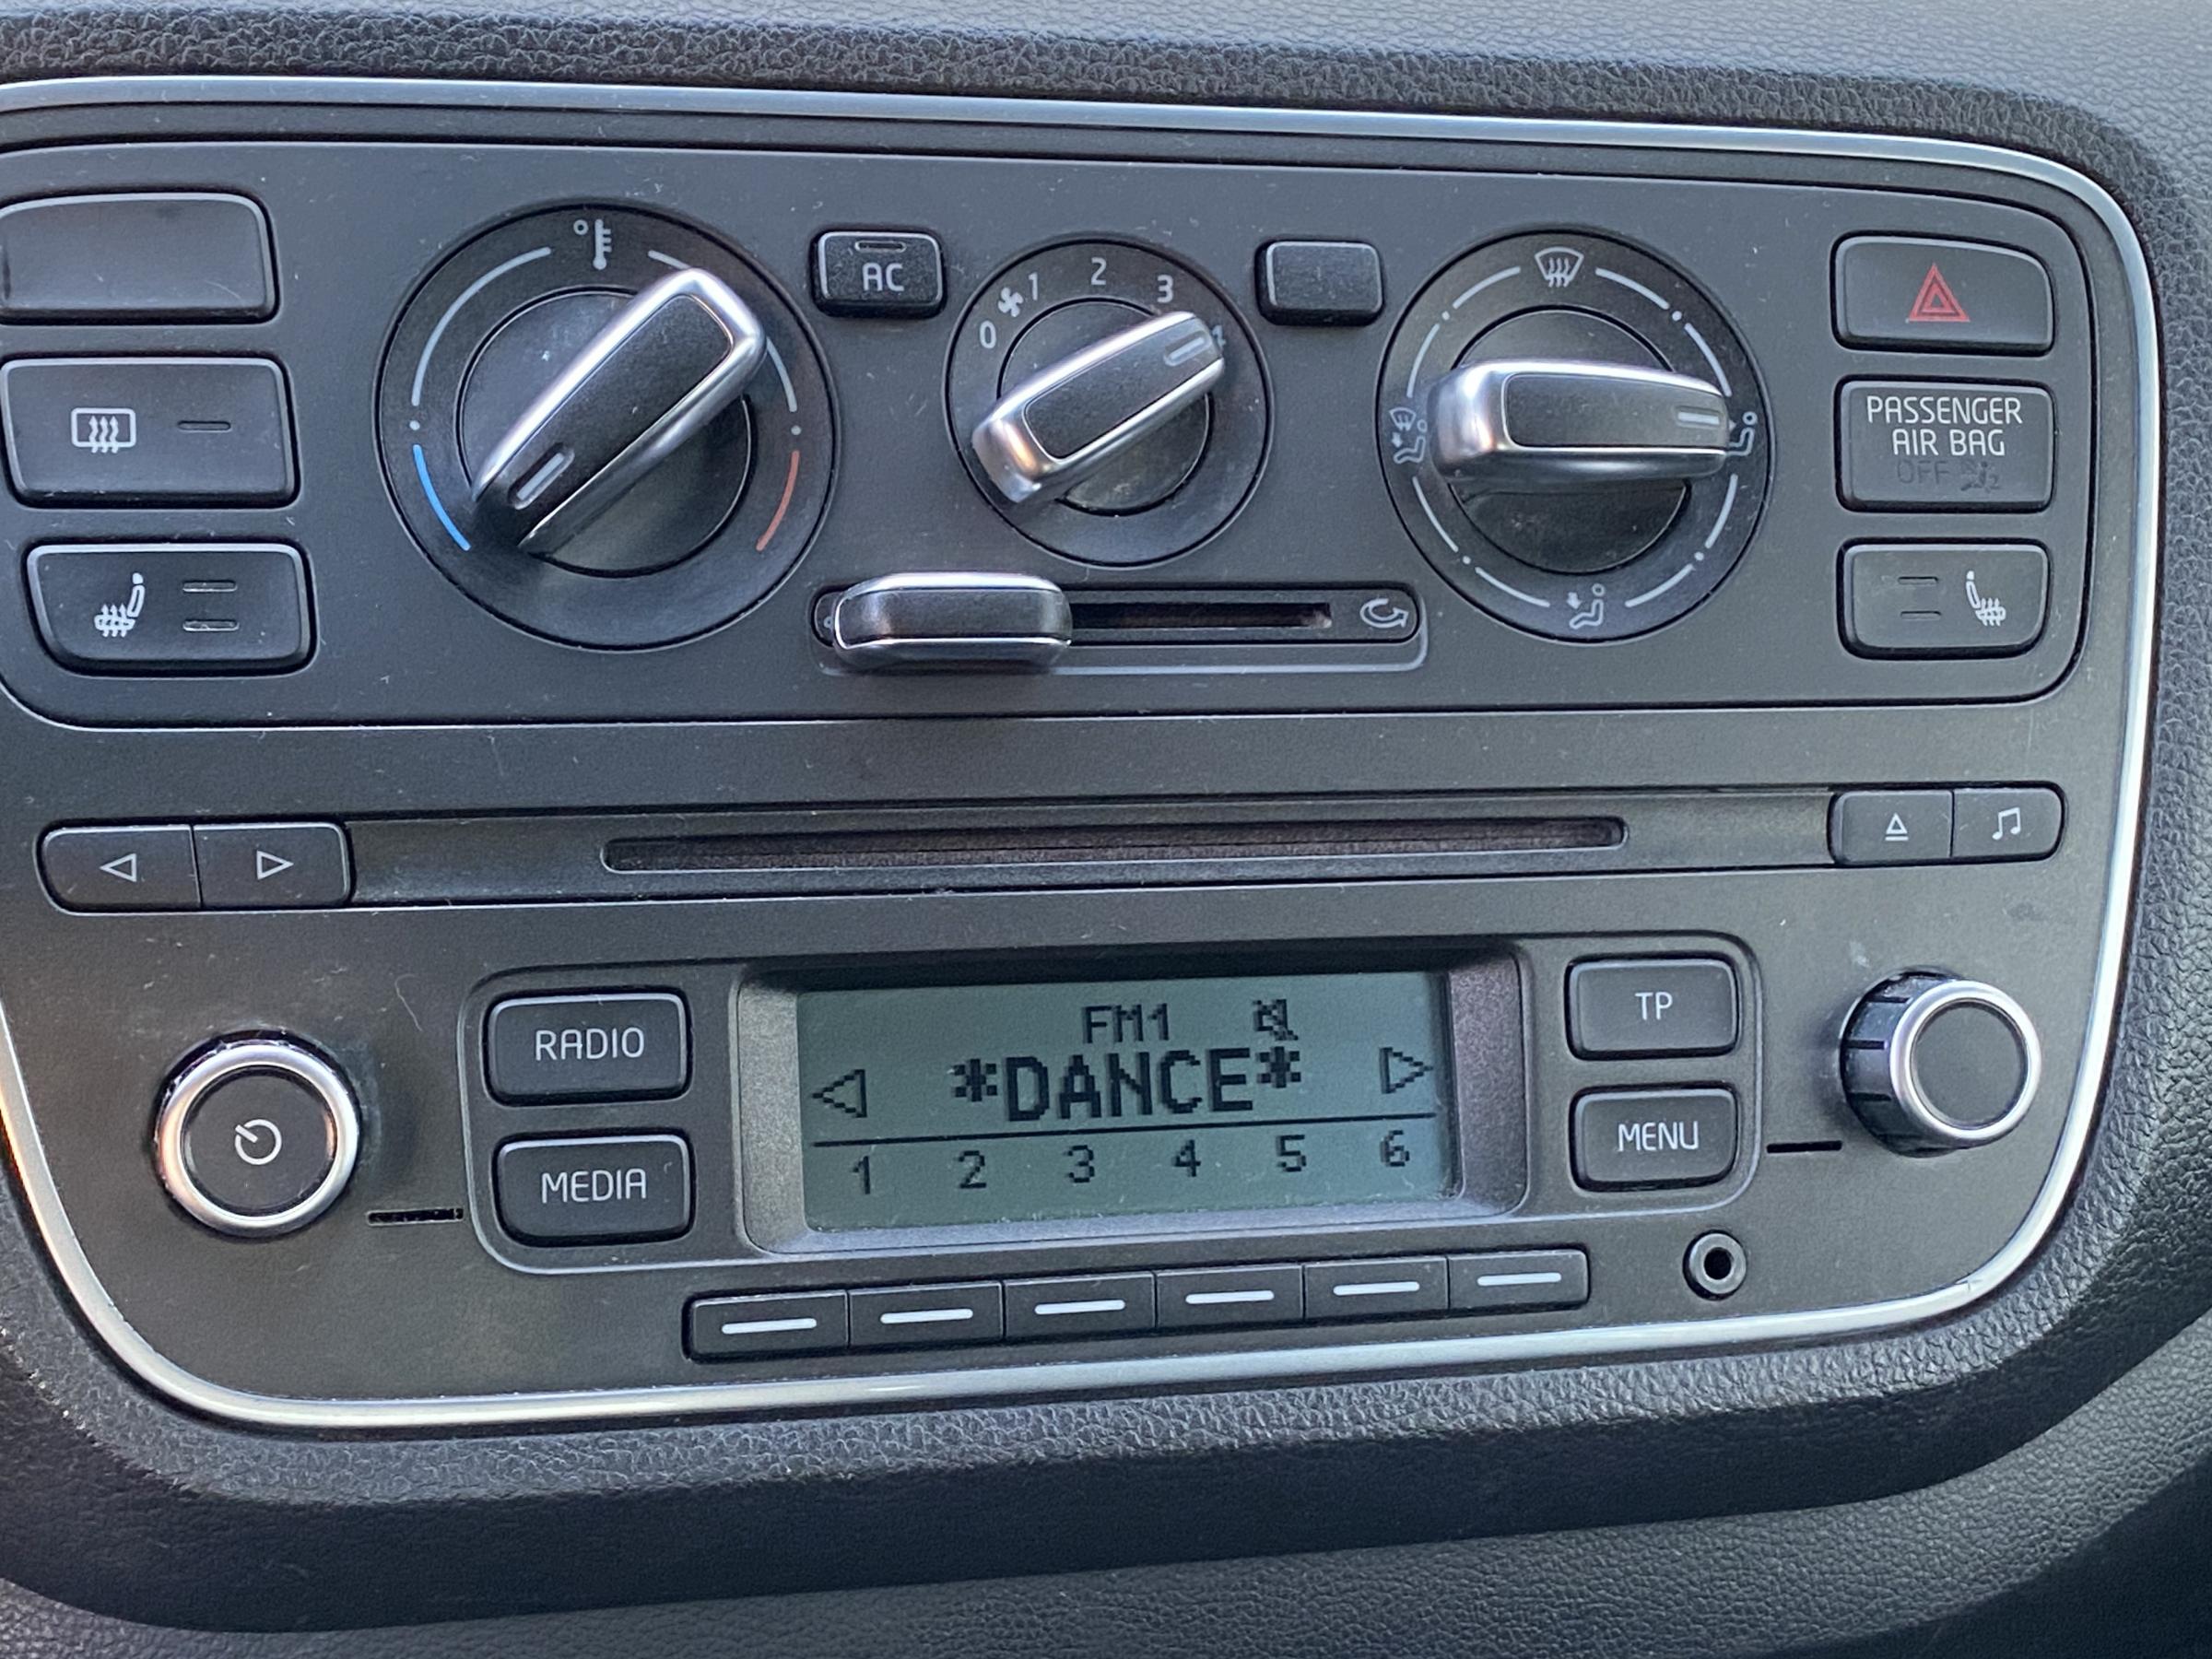 AC
0 1 2 3
PASSENGER
AIR BAG
OFF
RADIO
MEDIA
FM1
*DANCE*
1 2 3 4 5 6
TP
MENU